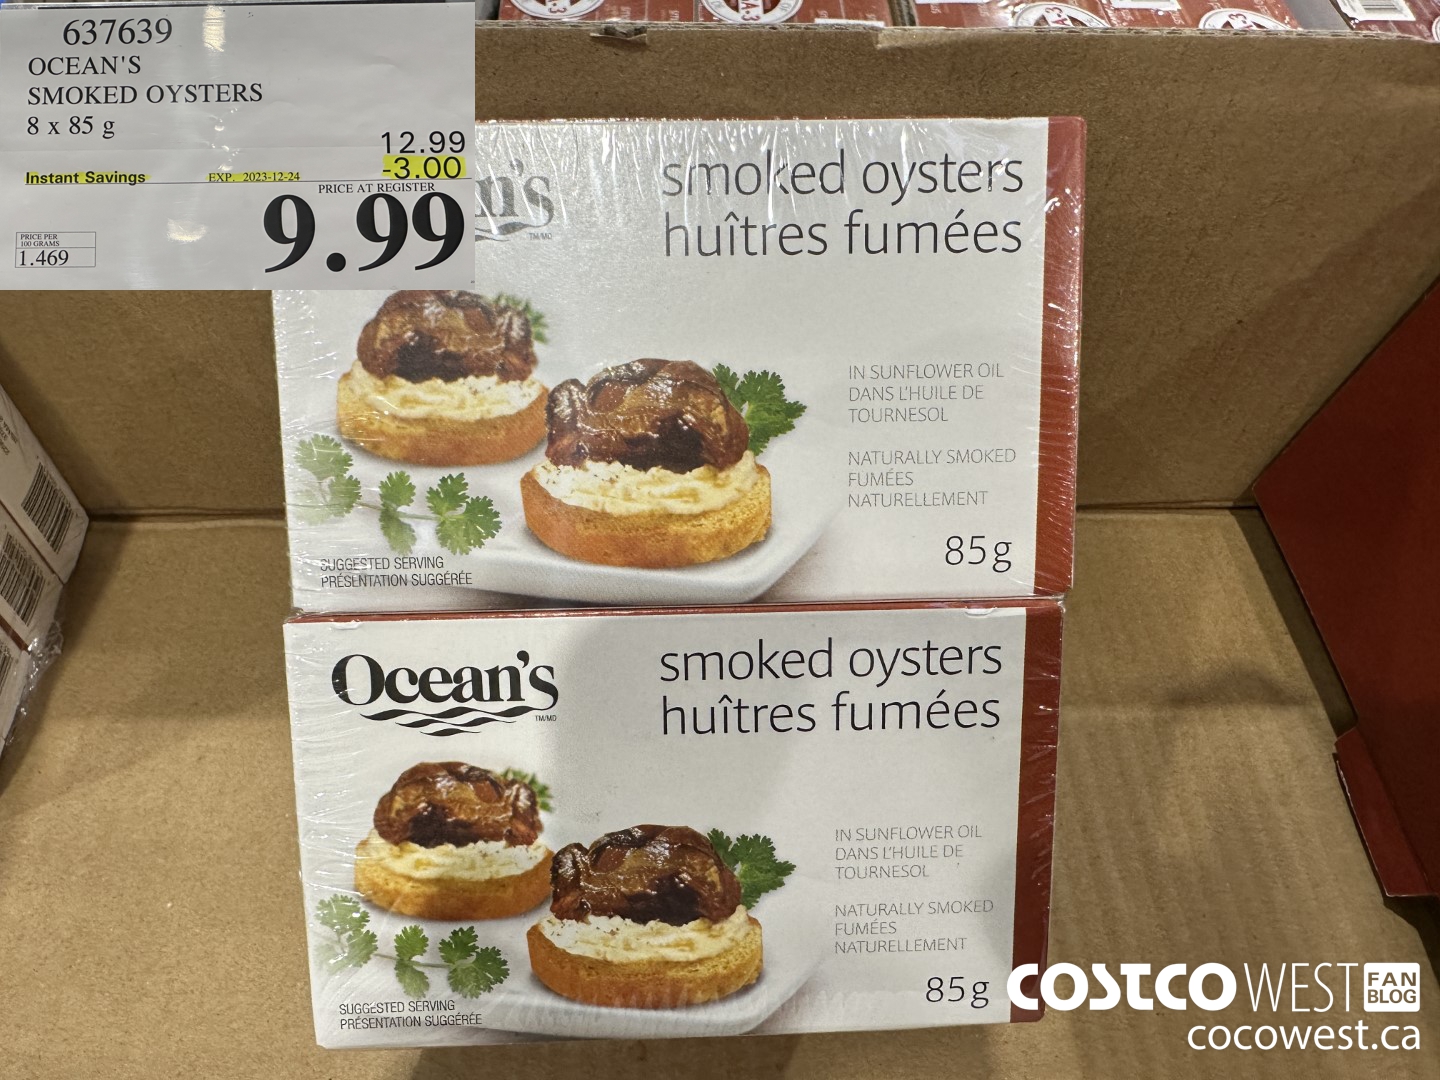 637639
OCEAN'S
SMOKED OYSTERS
8 x 85 g
12.99
-3.00
Instant Savings EXP. 2023-12-24
PRICE AT REGISTER
9.99
PRICE PER
100 GRAMS
1.469
n's
TM/MD
smoked oysters
huîtres fumées
IN SUNFLOWER OIL
DANS L'HUILE DE
TOURNESOL
NATURALLY SMOKED
FUMÉES
NATURELLEMENT
85g
SUGGESTED SERVING
PRÉSENTATION SUGGÉRÉE
Ocean's
TM/MD
smoked oysters
huîtres fumées
IN SUNFLOWER OIL
DANS L'HUILE DE
TOURNESOL
NATURALLY SMOKED
FUMÉES
NATURELLEMENT
85g
SUGGESTED SERVING
PRÉSENTATION SUGGÉRÉE
COSTCO WEST FAN BLOG
cocowest.ca